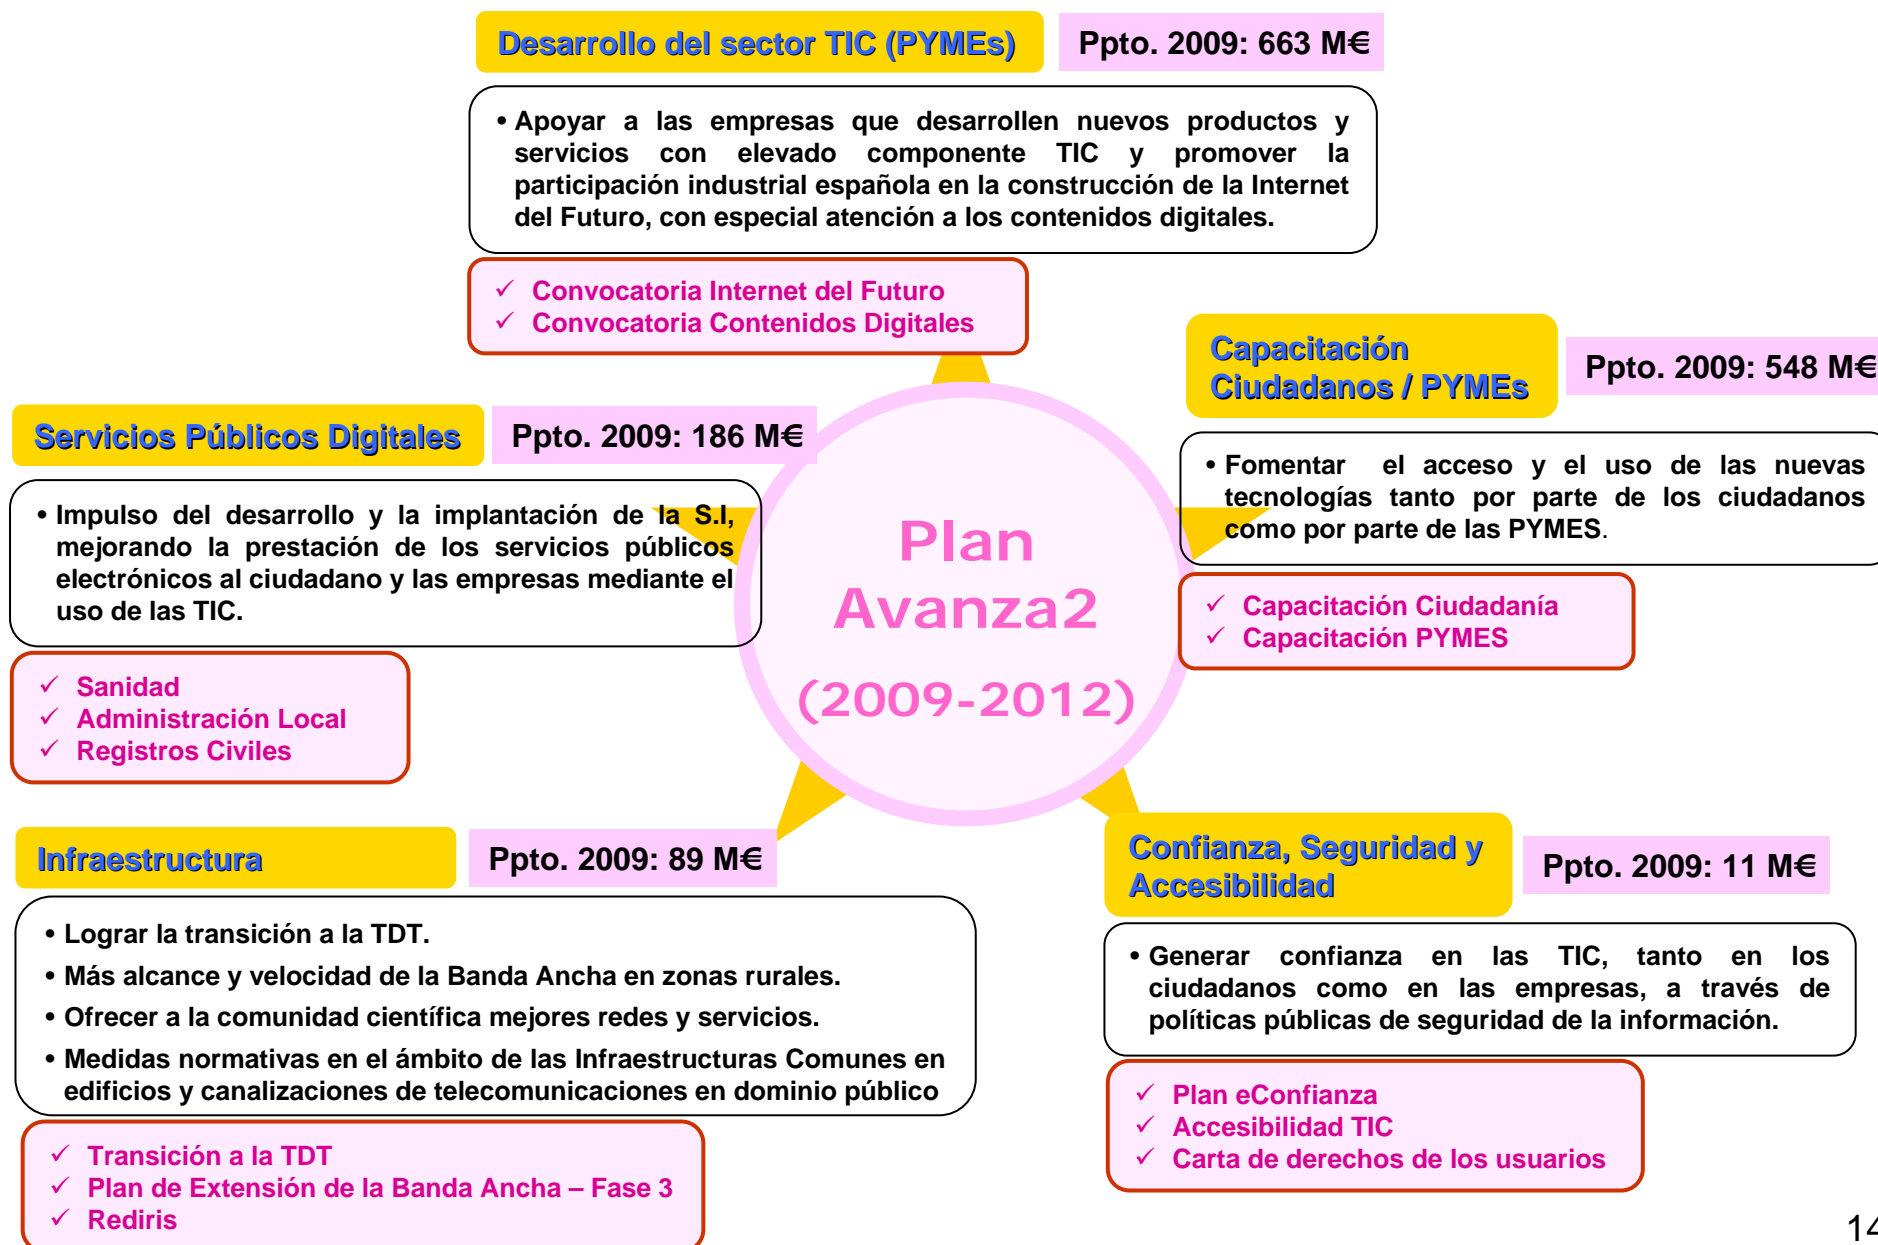 Desarrollo del sector TIC (PYMEs)
Ppto. 2009: 663 M€
• Apoyar a las empresas que desarrollen nuevos productos y
servicios con elevado componente TIC y promover la
participación industrial española en la construcción de la Internet
del Futuro, con especial atención a los contenidos digitales.
✓ Convocatoria Internet del Futuro
✓ Convocatoria Contenidos Digitales
Capacitación
Ciudadanos / PYMEs
Ppto. 2009: 548 M€
• Fomentar el acceso y el uso de las nuevas
tecnologías tanto por parte de los ciudadanos
como por parte de las PYMES.
✓ Capacitación Ciudadanía
✓ Capacitación PYMES
Servicios Públicos Digitales
Ppto. 2009: 186 M€
• Impulso del desarrollo y la implantación de la S.I,
mejorando la prestación de los servicios públicos
electrónicos al ciudadano y las empresas mediante el
uso de las TIC.
✓ Sanidad
✓ Administración Local
✓ Registros Civiles
Plan
Avanza2
(2009-2012)
Infraestructura
Ppto. 2009: 89 M€
• Lograr la transición a la TDT.
• Más alcance y velocidad de la Banda Ancha en zonas rurales.
• Ofrecer a la comunidad científica mejores redes y servicios.
• Medidas normativas en el ámbito de las Infraestructuras Comunes en
edificios y canalizaciones de telecomunicaciones en dominio público
✓ Transición a la TDT
✓ Plan de Extensión de la Banda Ancha – Fase 3
✓ Rediris
Confianza, Seguridad y
Accesibilidad
Ppto. 2009: 11 M€
• Generar confianza en las TIC, tanto en los
ciudadanos como en las empresas, a través de
políticas públicas de seguridad de la información.
✓ Plan eConfianza
✓ Accesibilidad TIC
✓ Carta de derechos de los usuarios
14